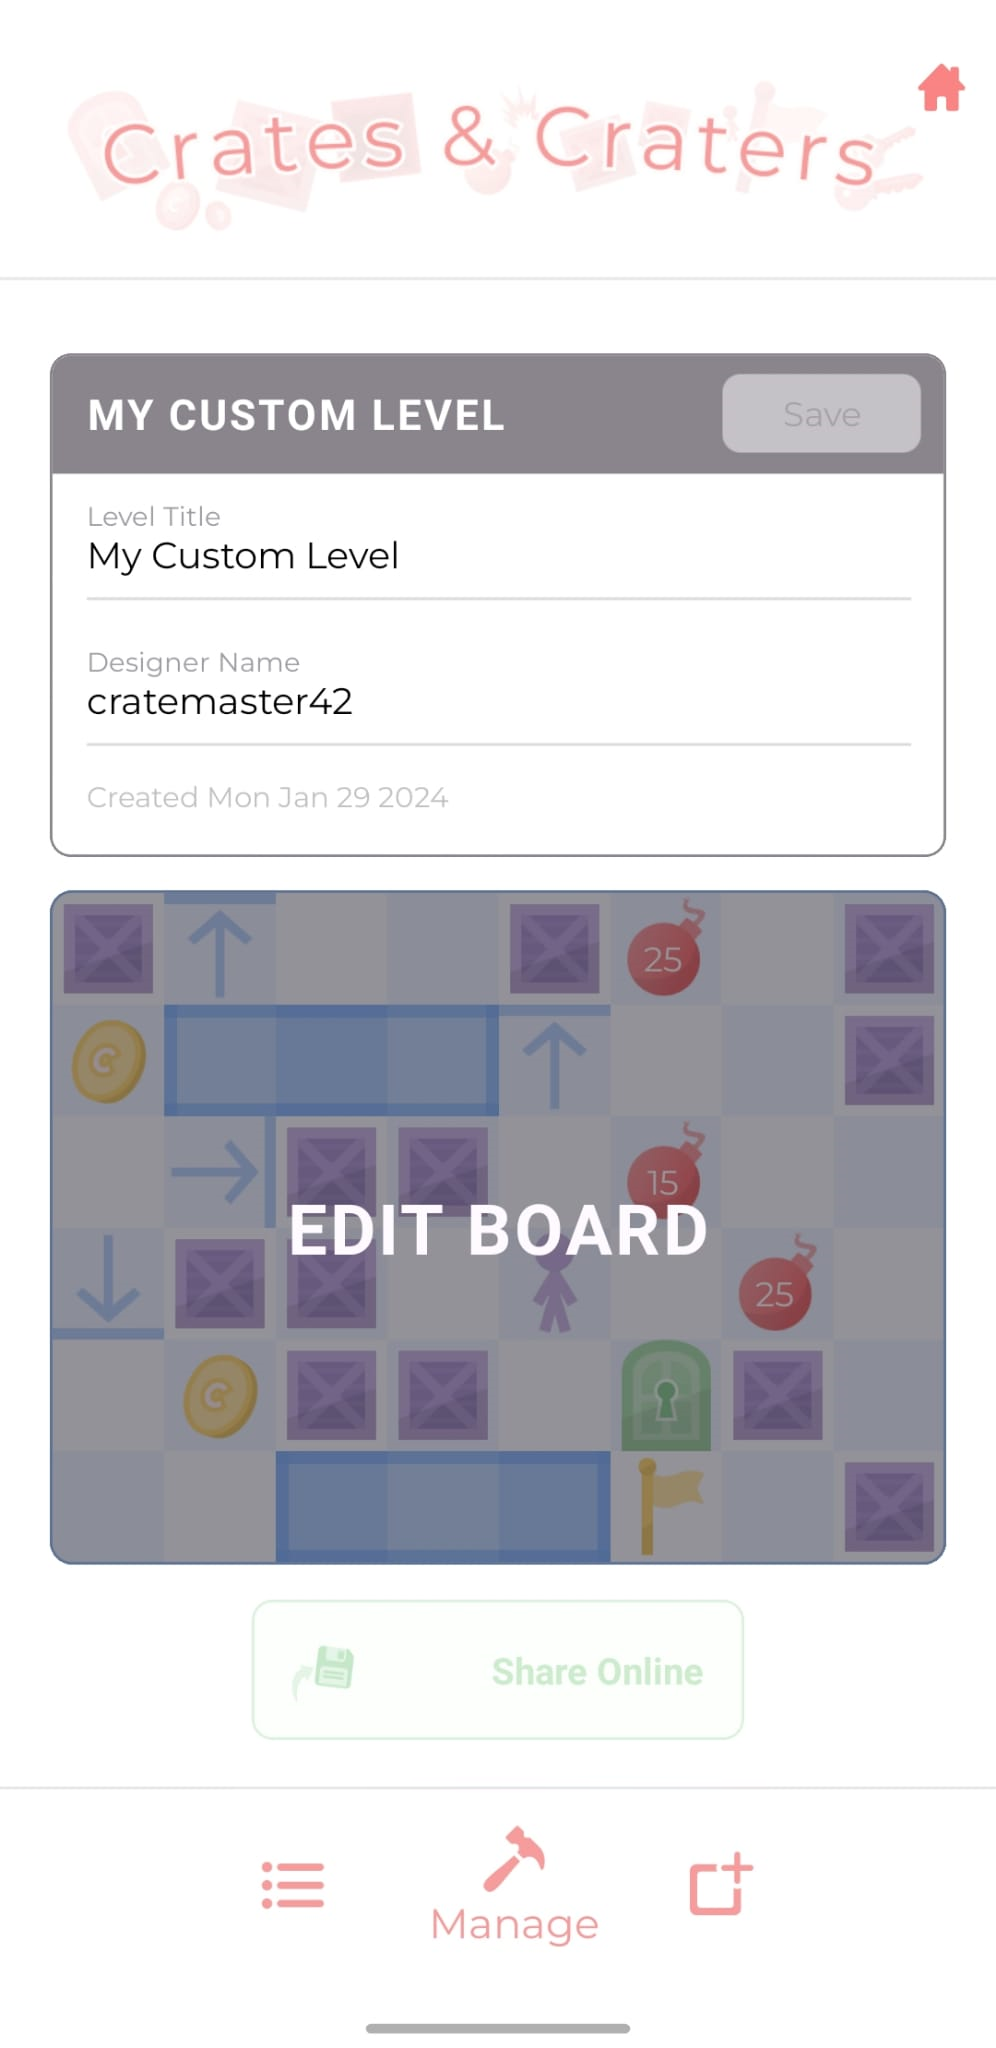 Crates & Craters
MY CUSTOM LEVEL
Save
Level Title
My Custom Level
Designer Name
cratemaster42
Created Mon Jan 29 2024
25
C
15
EDIT BOARD
25
C
Share Online
Manage